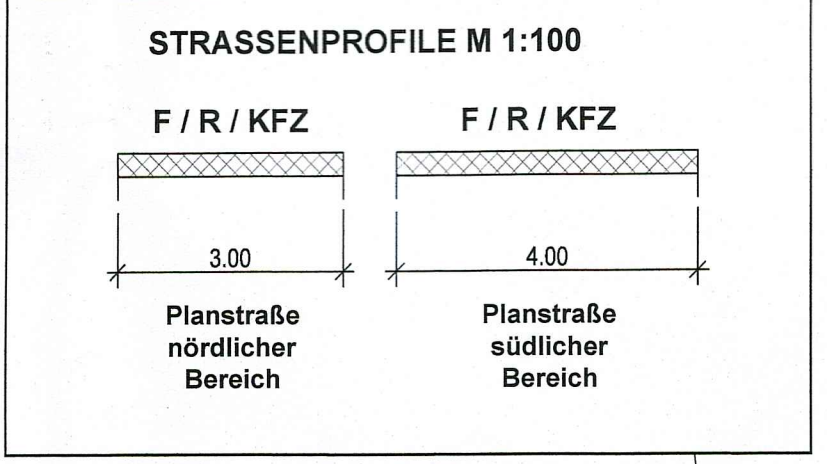 STRASSENPROFILE M 1:100
F / R / KFZ
3.00
Planstraße
nördlicher
Bereich
F / R / KFZ
4.00
Planstraße
südlicher
Bereich